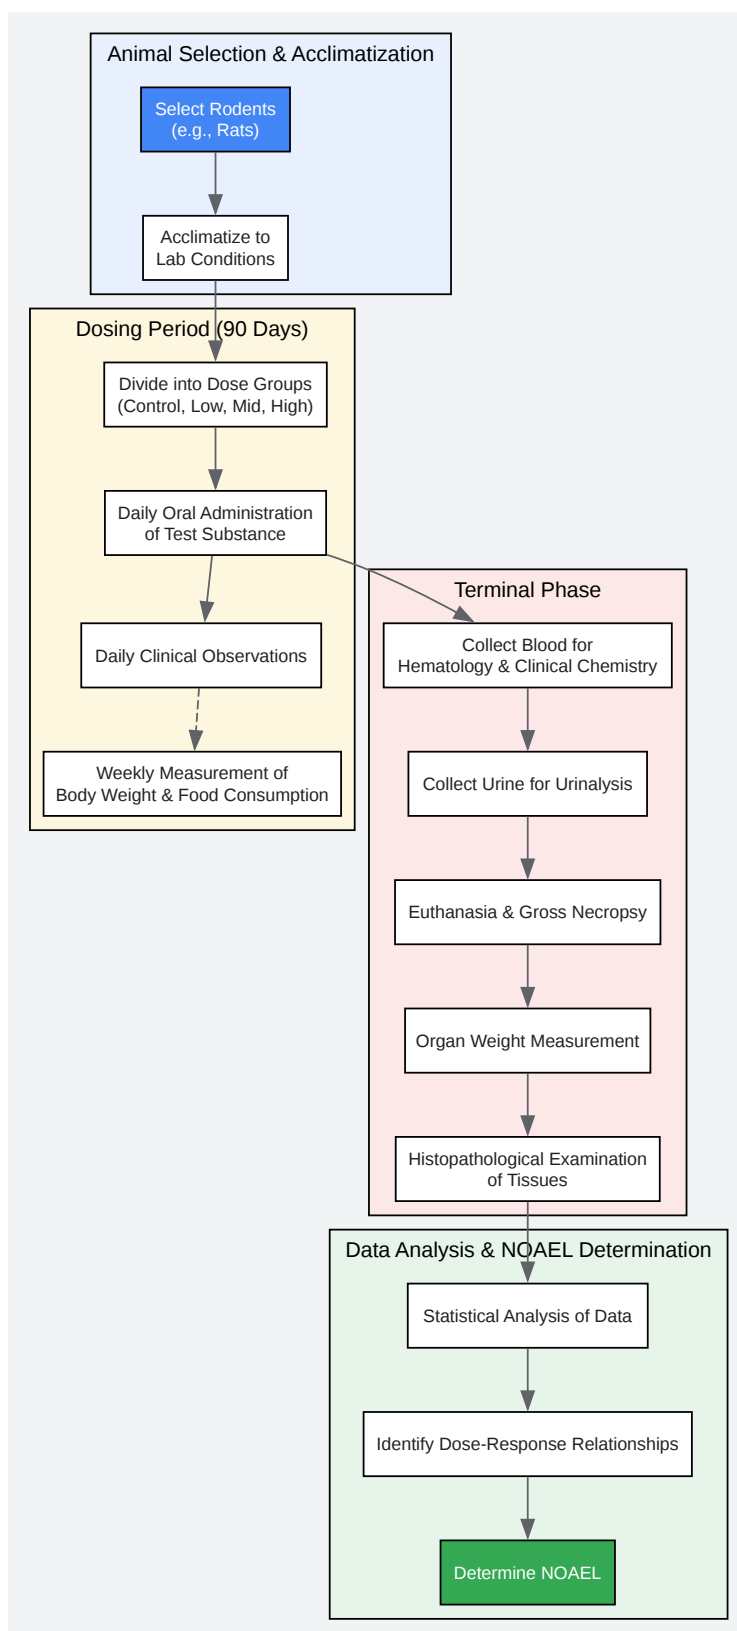 Animal Selection & Acclimatization
Select Rodents
(e.g., Rats)
Acclimatize to
Lab Conditions
Dosing Period (90 Days)
Divide into Dose Groups
(Control, Low, Mid, High)
Daily Oral Administration
of Test Substance
Daily Clinical Observations
Weekly Measurement of
Body Weight & Food Consumption
Terminal Phase
Collect Blood for
Hematology & Clinical Chemistry
Collect Urine for Urinalysis
Euthanasia & Gross Necropsy
Organ Weight Measurement
Histopathological Examination
of Tissues
Data Analysis & NOAEL Determination
Statistical Analysis of Data
Identify Dose-Response Relationships
Determine NOAEL